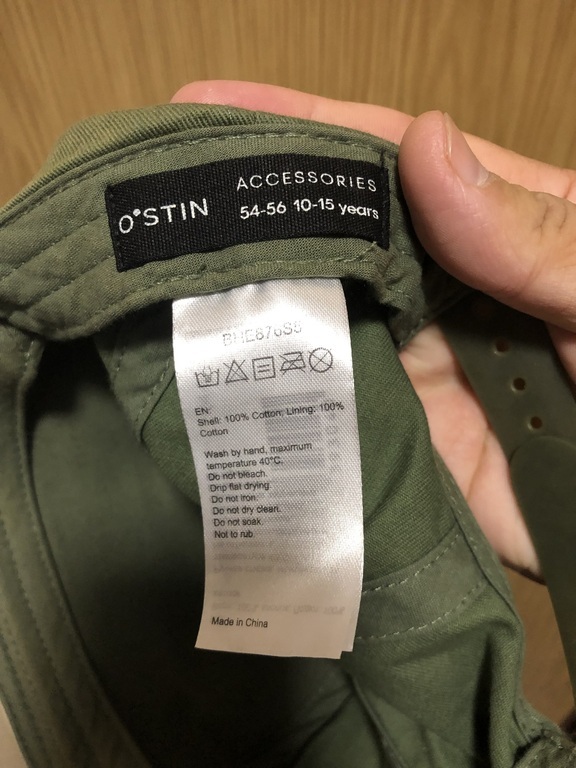 O'STIN
ACCESSORIES
54-56 10-15 years
BHE876S5
EN:
Shell: 100% Cotton; Lining: 100%
Cotton
Wash by hand, maximum
temperature 40°C.
Do not bleach.
Drip flat drying.
Do not iron.
Do not dry clean.
Do not soak.
Not to rub.
Made in China